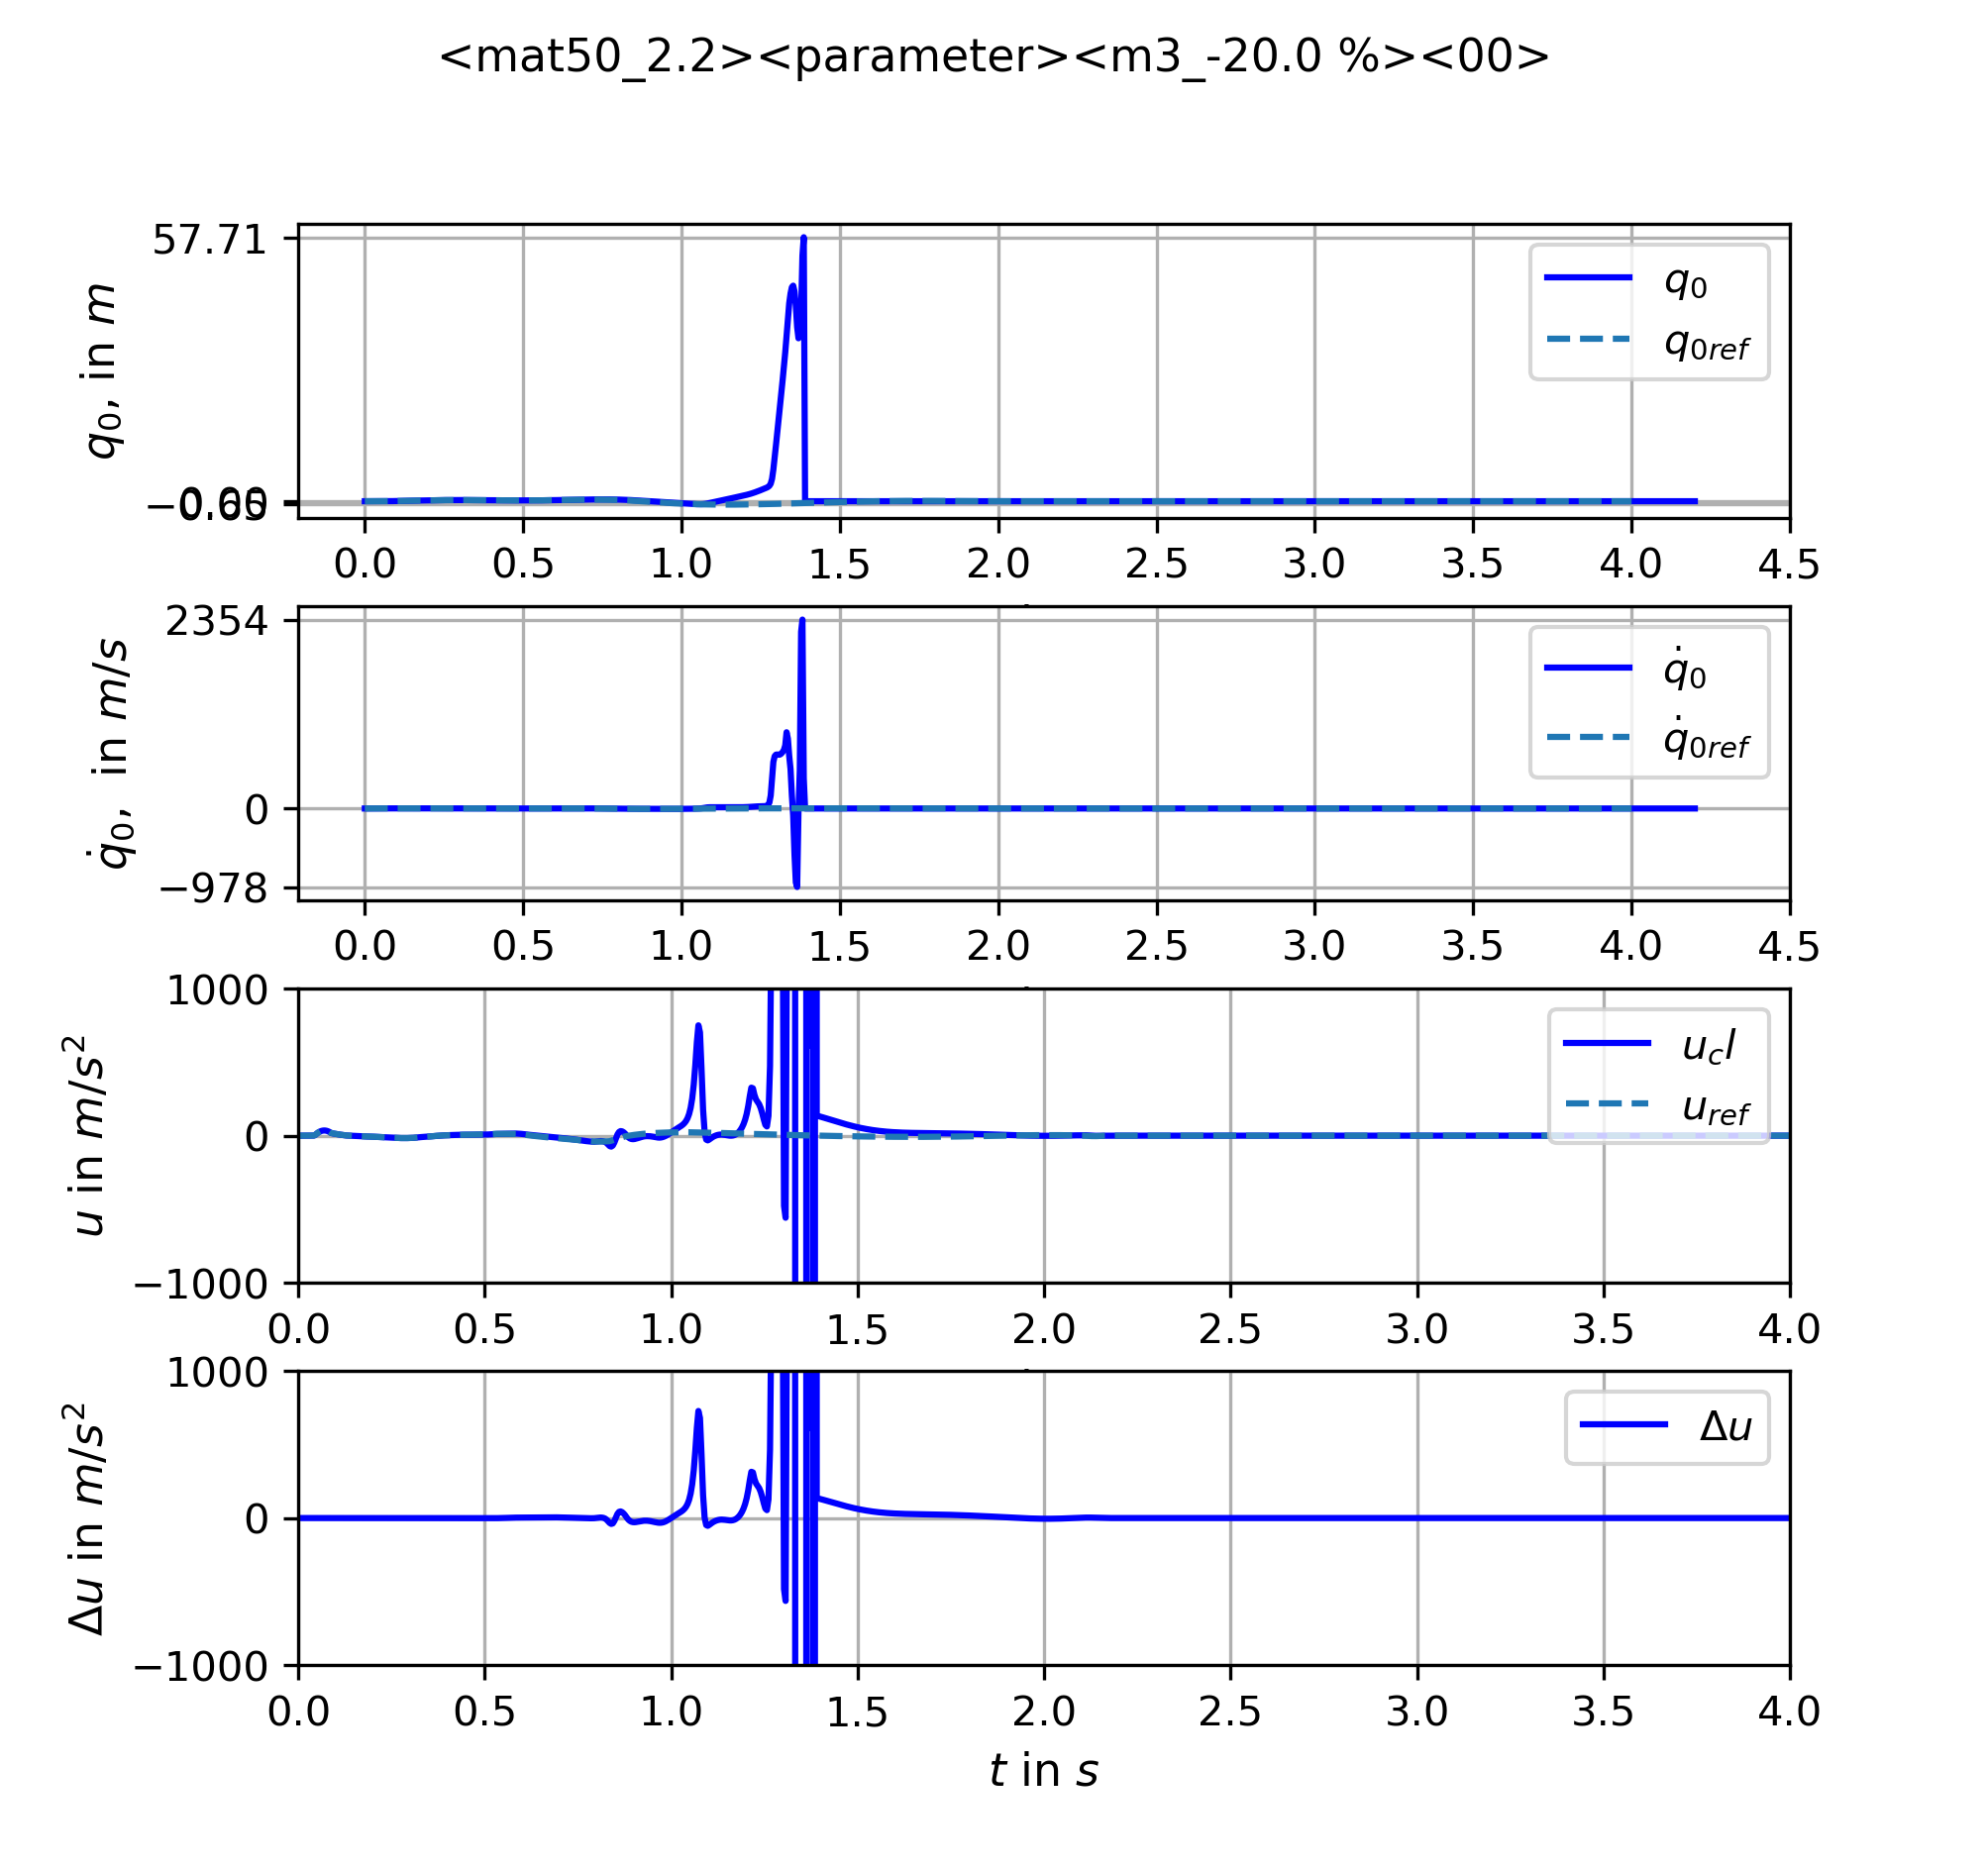 <mat50_2.2><parameter><m3_-20.0 %><00>
57.71
q₀, in m
q₀
q₀ref
0.0 0.5 1.0 1.5 2.0 2.5 3.0 3.5 4.0 4.5
2354
0
−978
q̇₀, in m/s
q̇₀
q̇₀ref
0.0 0.5 1.0 1.5 2.0 2.5 3.0 3.5 4.0 4.5
1000
0
−1000
u in m/s²
u_cl
u_ref
0.0 0.5 1.0 1.5 2.0 2.5 3.0 3.5 4.0
1000
0
−1000
Δu in m/s²
Δu
0.0 0.5 1.0 1.5 2.0 2.5 3.0 3.5 4.0
t in s